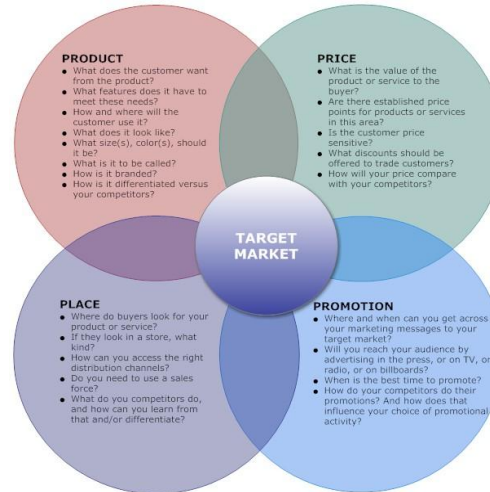 PRODUCT
● What does the customer want
from the product?
● What features does it have to
meet these needs?
● How and where will the
customer use it?
● What does it look like?
● What size(s), color(s), should
it be?
● What is it to be called?
● How is it branded?
● How is it differentiated versus
your competitors?
PRICE
● What is the value of the
product or service to the
buyer?
● Are there established price
points for products or services
in this area?
● Is the customer price
sensitive?
● What discounts should be
offered to trade customers?
● How will your price compare
with your competitors?
TARGET
MARKET
PLACE
● Where do buyers look for your
product or service?
● If they look in a store, what
kind?
● How can you access the right
distribution channels?
● Do you need to use a sales
force?
● What do you competitors do,
and how can you learn from
that and/or differentiate?
PROMOTION
● Where and when can you get across
your marketing messages to your
target market?
● Will you reach your audience by
advertising in the press, or on TV, or
radio, or on billboards?
● When is the best time to promote?
● How do your competitors do their
promotions? And how does that
influence your choice of promotional
activity?